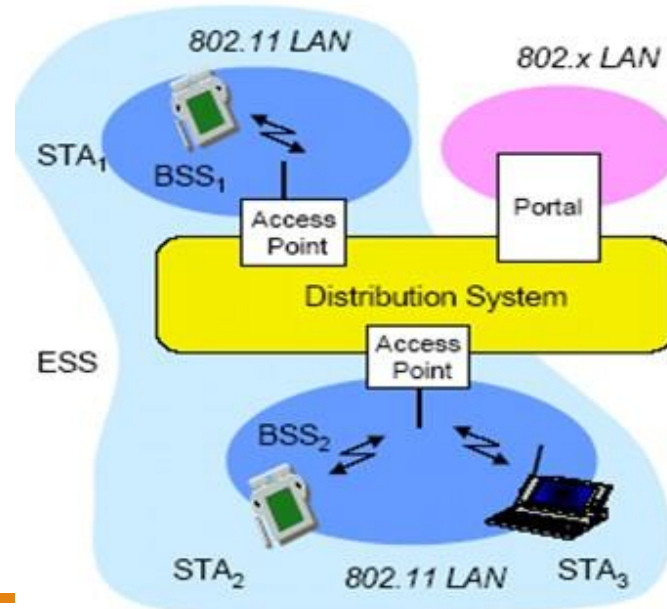 802.11 LAN
802.x LAN
STA₁
BSS₁
Access
Point
Portal
Distribution System
ESS
Access
Point
BSS₂
STA₂
802.11 LAN
STA₃